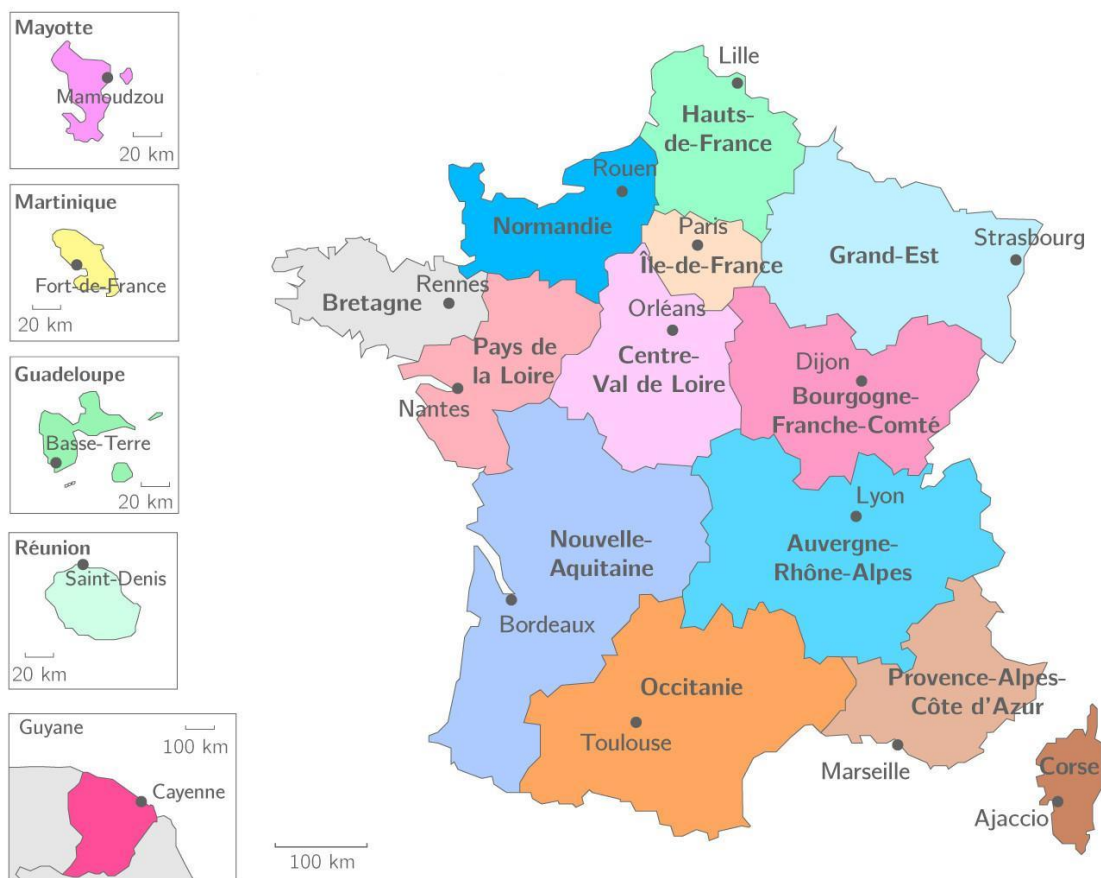 Mayotte
Mamoudzou
20 km
Martinique
Fort-de-France
20 km
Guadeloupe
Basse-Terre
20 km
Réunion
Saint-Denis
20 km
Guyane
100 km
Cayenne
Lille
Hauts-
de-France
Rouen
Normandie
Paris
Île-de-France
Strasbourg
Grand-Est
Rennes
Bretagne
Orléans
Pays de
la Loire
Centre-
Val de Loire
Dijon
Bourgogne-
Franche-Comté
Nantes
Lyon
Nouvelle-
Aquitaine
Auvergne-
Rhône-Alpes
Bordeaux
Occitanie
Provence-Alpes-
Côte d'Azur
Toulouse
Marseille
Corse
Ajaccio
100 km